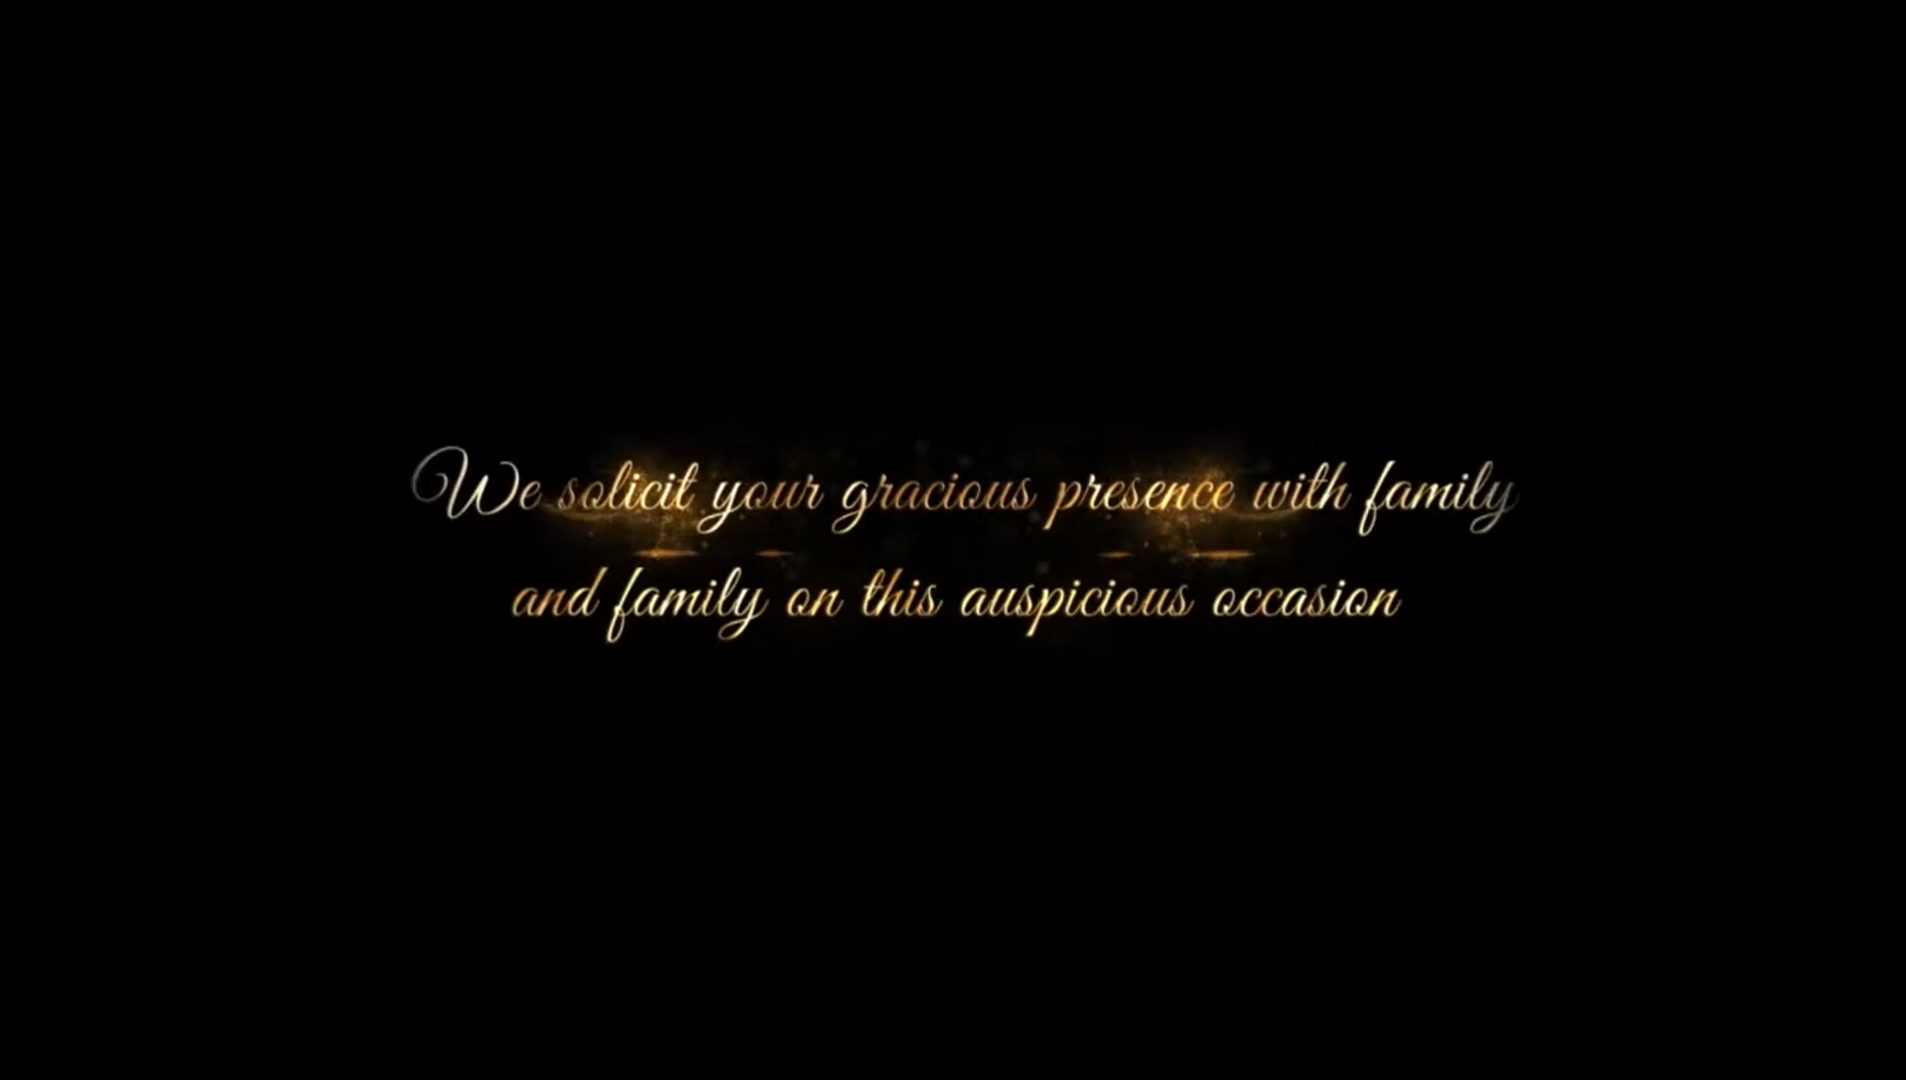 We solicit your gracious presence with family
and family on this auspicious occasion